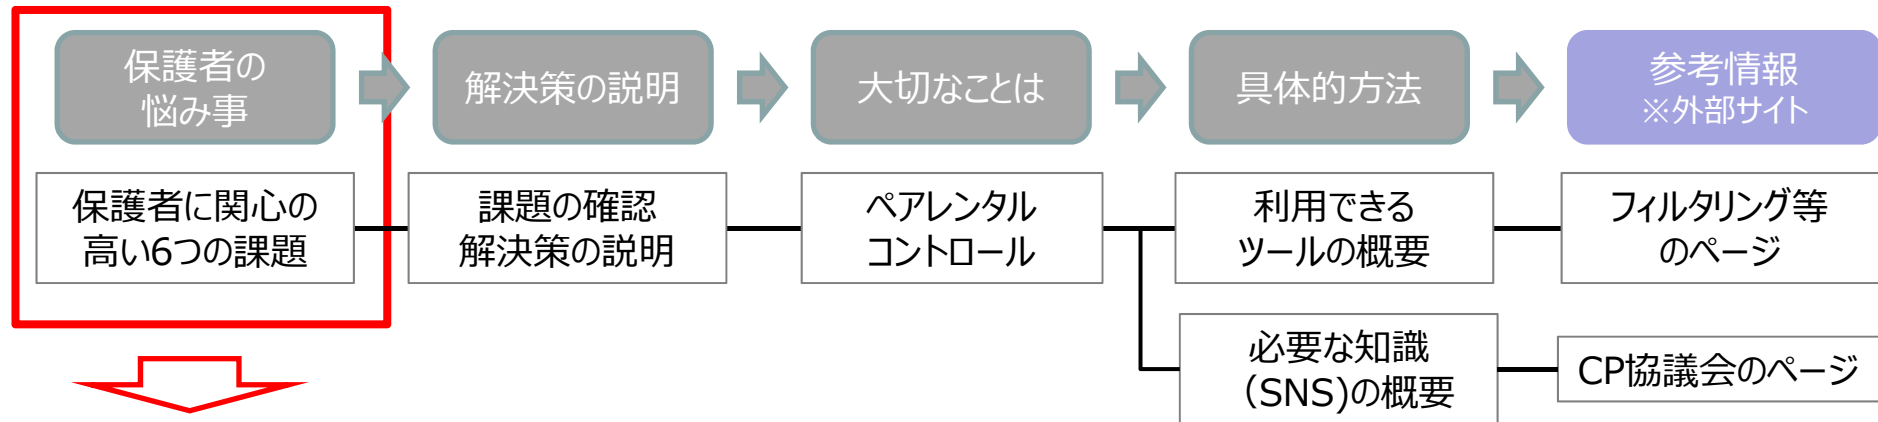 保護者の
悩み事
解決策の説明
大切なことは
具体的方法
参考情報
※外部サイト
保護者に関心の
高い6つの課題
課題の確認
解決策の説明
ペアレンタル
コントロール
利用できる
ツールの概要
フィルタリング等
のページ
必要な知識
（SNS)の概要
CP協議会のページ